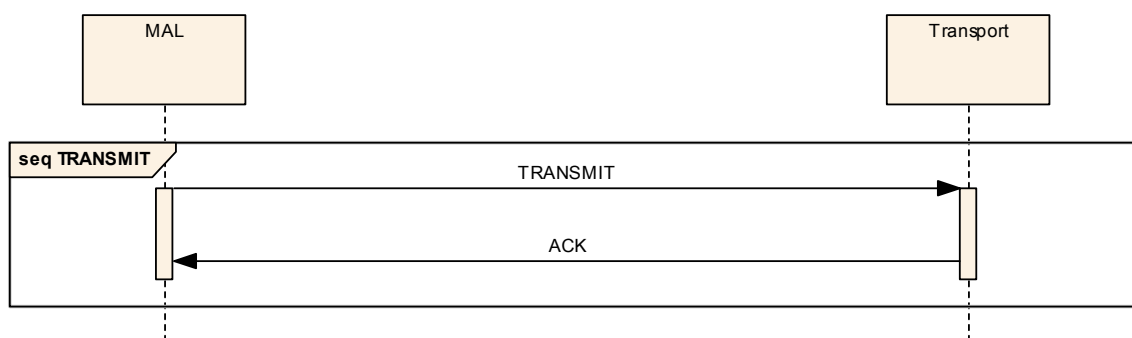 MAL
Transport
seq TRANSMIT
TRANSMIT
ACK